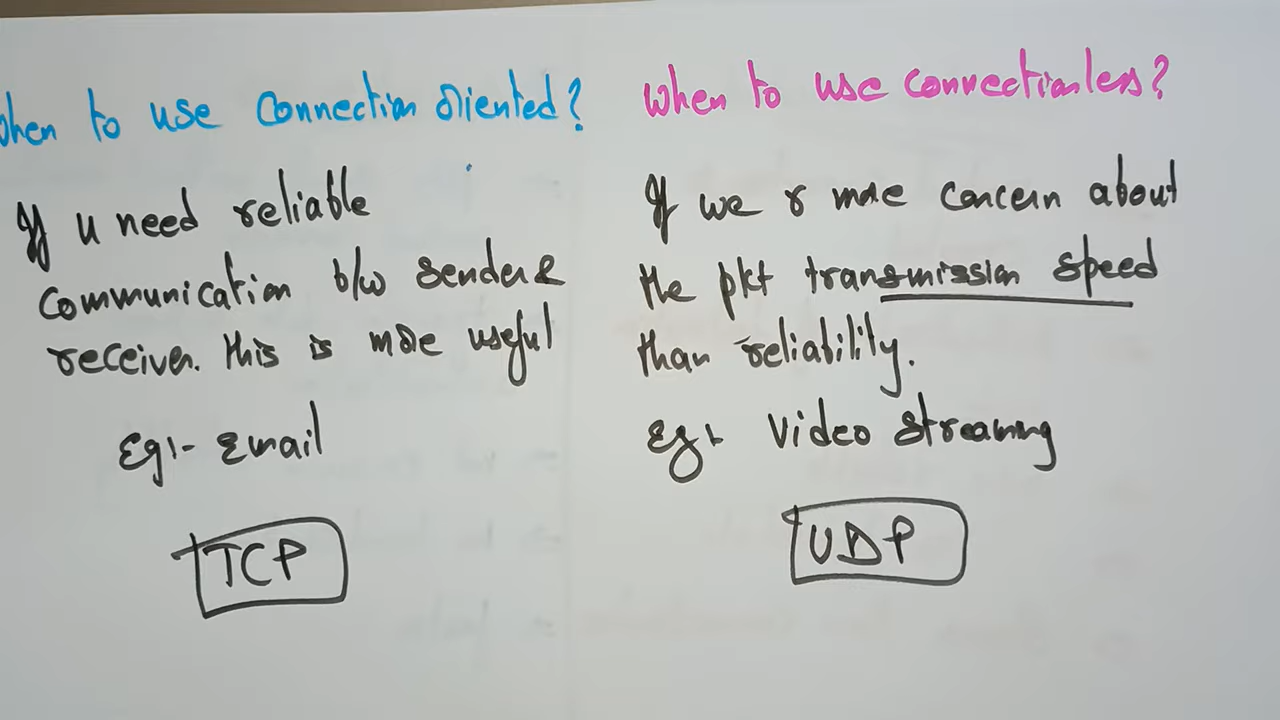 When to use Connection oriented?
If u need reliable
Communication b/w sender &
receiver. this is more useful
Eg:- Email
TCP
When to use connectionless?
If we r more concern about
the pkt transmission speed
than reliability.
Eg:- Video Streaming
UDP